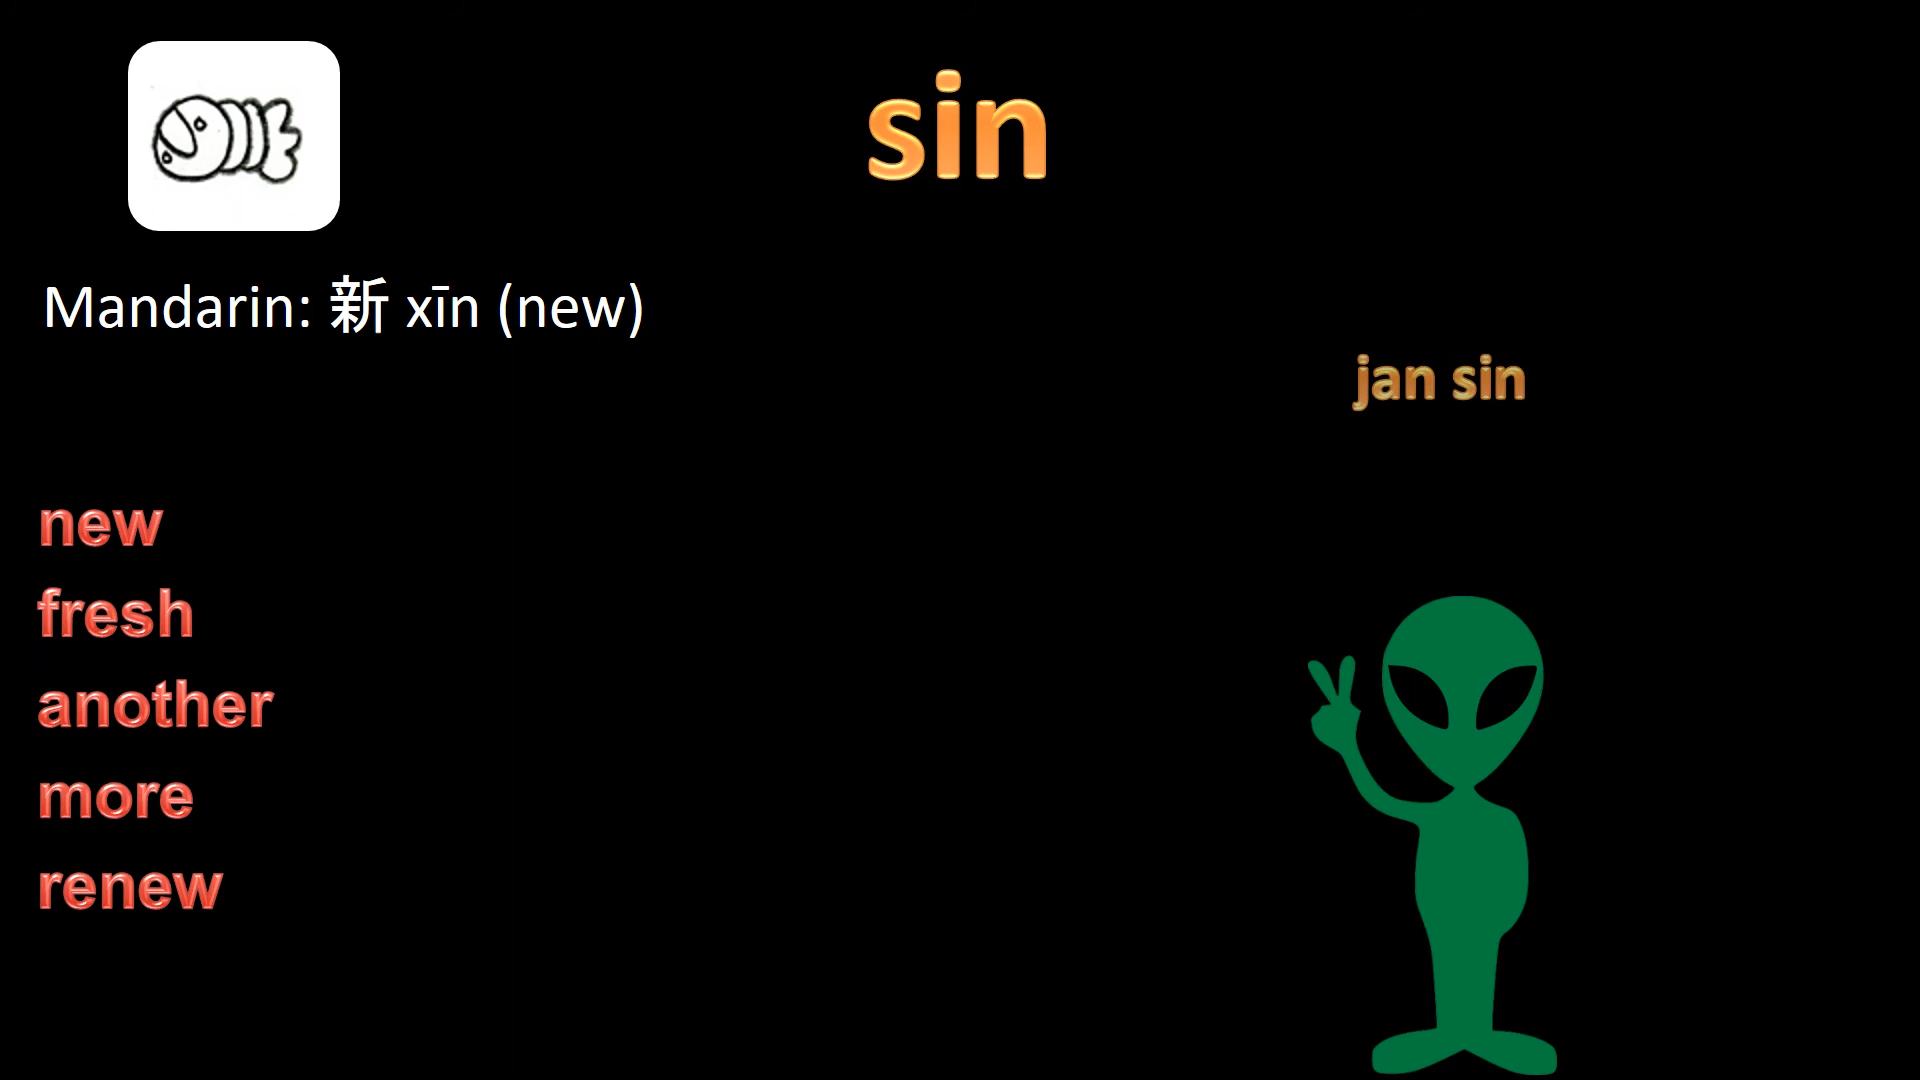 sin
Mandarin: 新 xīn (new)
jan sin
new
fresh
another
more
renew